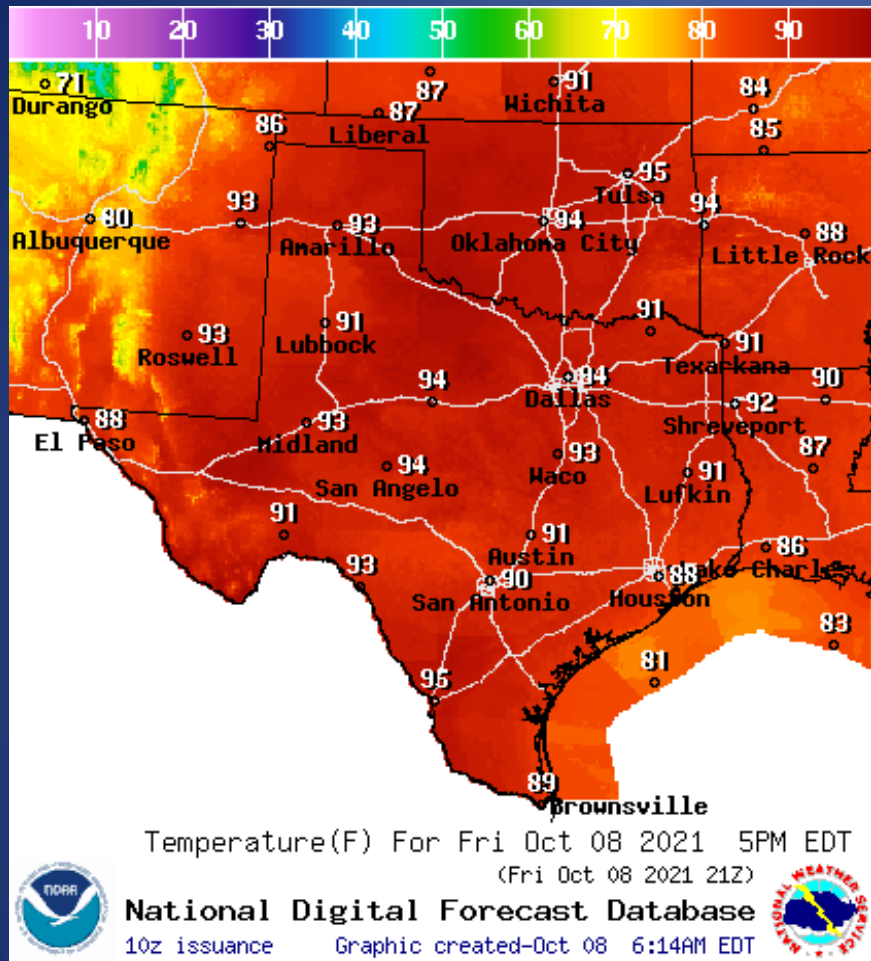 10 20 30 40 50 60 70 80 90
71 87 91 84
Durango Wichita
87
Liberal
86 85
95
Tulsa
80 93 93 94 94 88
Albuquerque Amarillo Oklahoma City Little Rock
93 91 91 91
Roswell Lubbock Texarkana
94 94 92 90
Dallas Shreveport
88 93 93 91 87
El Paso Midland Waco Lufkin
94
San Angelo
91 91 86
Austin Lake Charles
93 90 88
San Antonio Houston
83
95 81
89
Brownsville
Temperature(F) For Fri Oct 08 2021 5PM EDT
(Fri Oct 08 2021 21Z)
National Digital Forecast Database
10z issuance Graphic created-Oct 08 6:14AM EDT
NOAA
NATIONAL WEATHER SERVICE